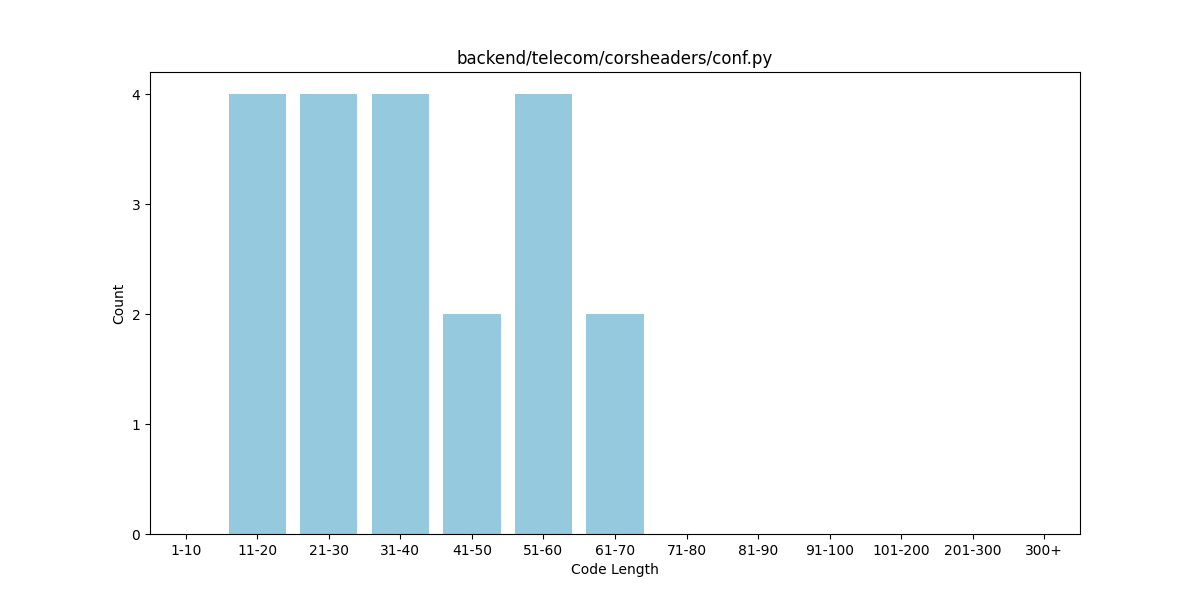 backend/telecom/corsheaders/conf.py
4
3
2
1
0
Count
1-10 11-20 21-30 31-40 41-50 51-60 61-70 71-80 81-90 91-100 101-200 201-300 300+
Code Length